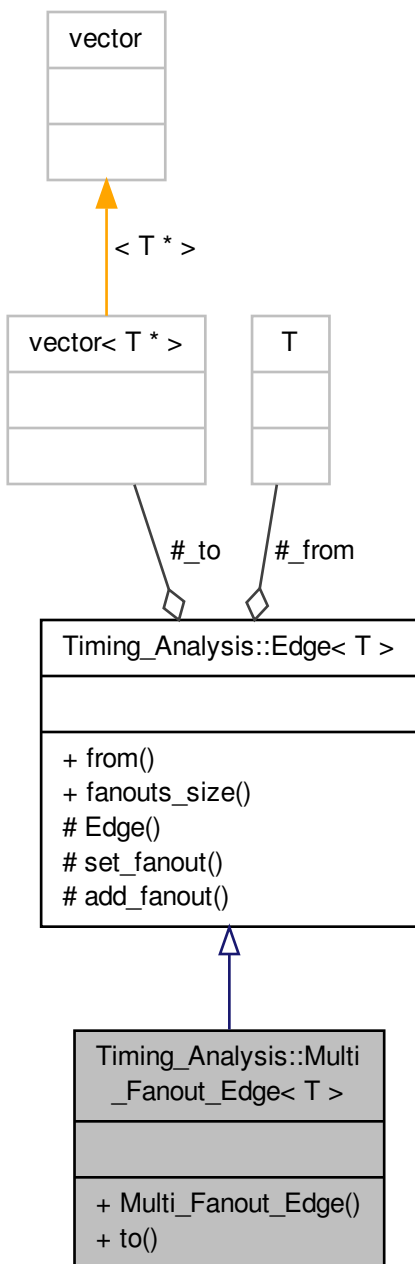 vector
< T * >
vector< T * >
T
#_to
#_from
Timing_Analysis::Edge< T >
+ from()
+ fanouts_size()
# Edge()
# set_fanout()
# add_fanout()
Timing_Analysis::Multi
_Fanout_Edge< T >
+ Multi_Fanout_Edge()
+ to()